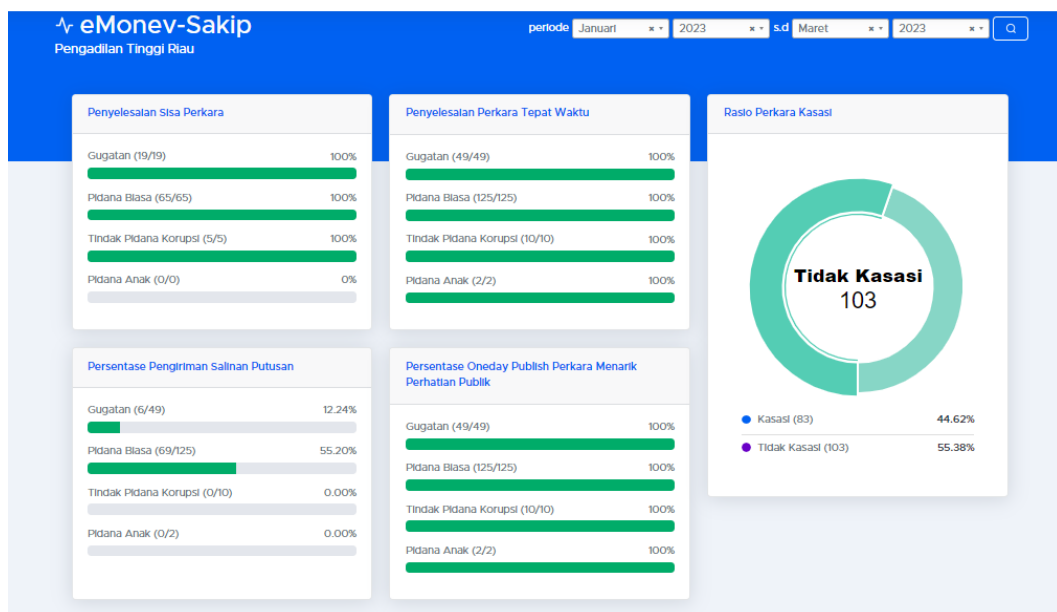 eMonev-Sakip
Pengadilan Tinggi Riau
periode Januari × 2023 × s.d Maret × 2023 ×
Penyelesaian Sisa Perkara
Gugatan (19/19) 100%
Pidana Biasa (65/65) 100%
Tindak Pidana Korupsi (5/5) 100%
Pidana Anak (0/0) 0%
Penyelesaian Perkara Tepat Waktu
Gugatan (49/49) 100%
Pidana Biasa (125/125) 100%
Tindak Pidana Korupsi (10/10) 100%
Pidana Anak (2/2) 100%
Rasio Perkara Kasasi
Tidak Kasasi
103
Kasasi (83) 44.62%
Tidak Kasasi (103) 55.38%
Persentase Pengiriman Salinan Putusan
Gugatan (6/49) 12.24%
Pidana Biasa (69/125) 55.20%
Tindak Pidana Korupsi (0/10) 0.00%
Pidana Anak (0/2) 0.00%
Persentase Oneday Publish Perkara Menarik
Perhatian Publik
Gugatan (49/49) 100%
Pidana Biasa (125/125) 100%
Tindak Pidana Korupsi (10/10) 100%
Pidana Anak (2/2) 100%